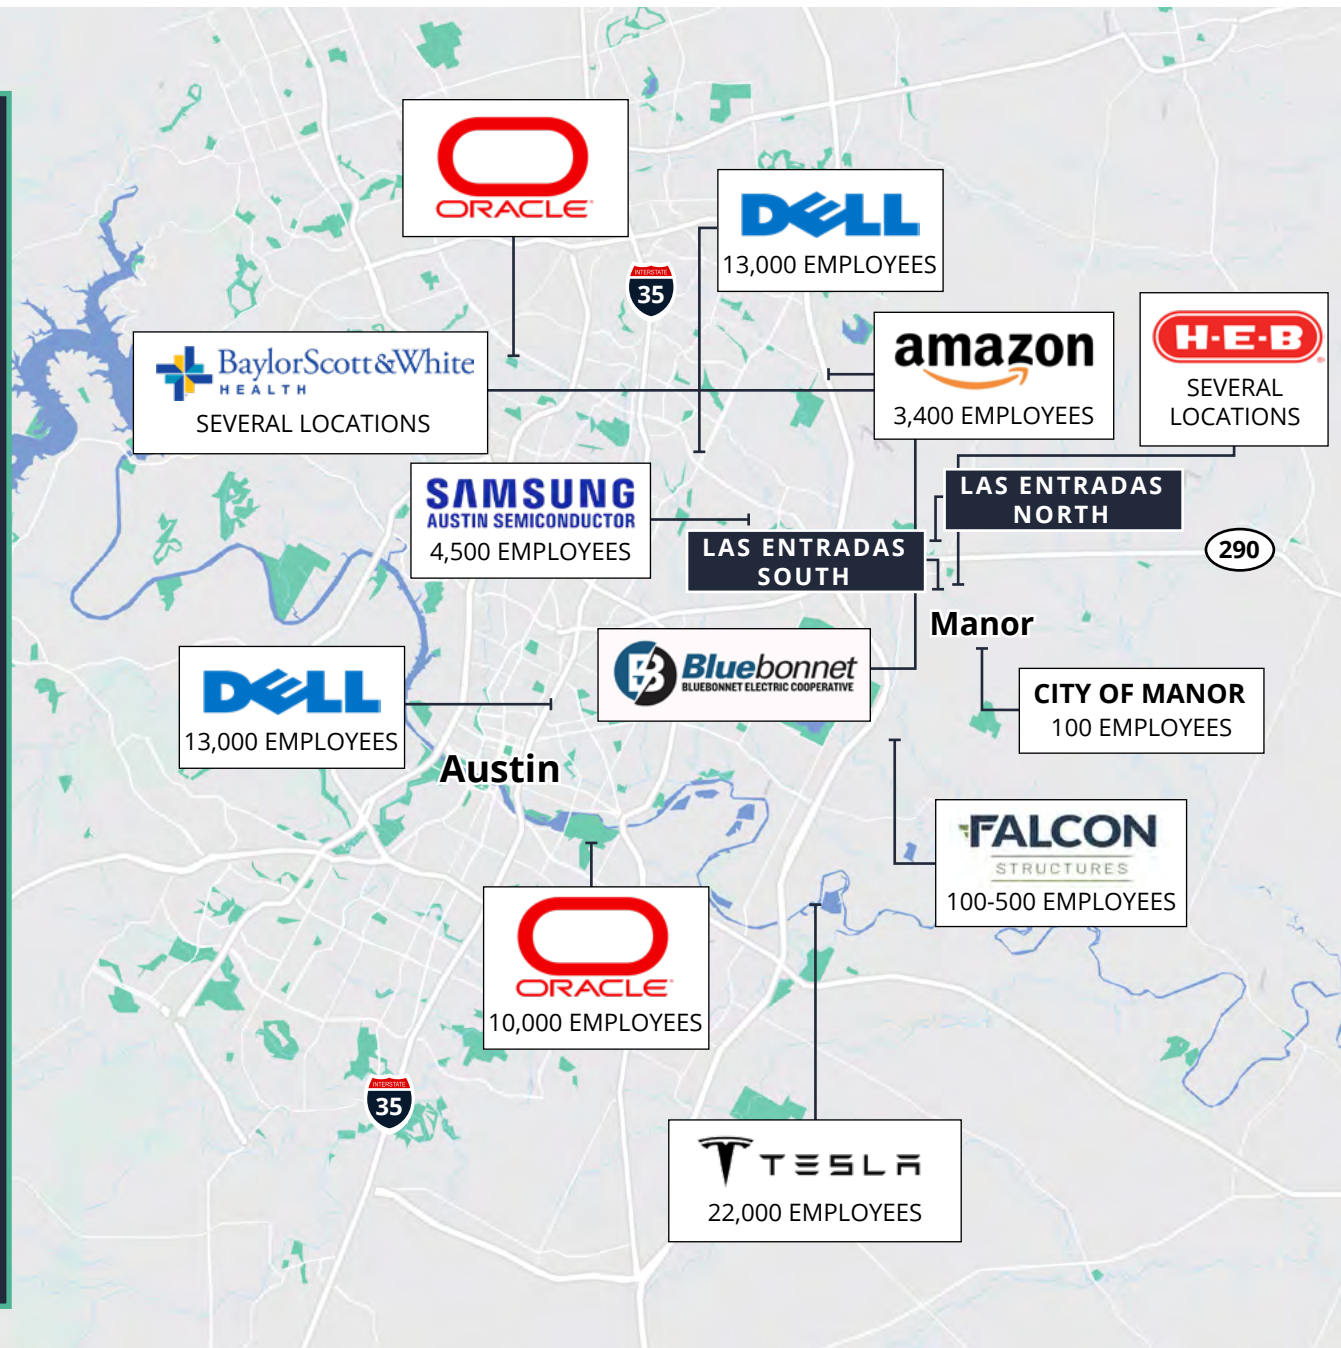 ORACLE
DELL
13,000 EMPLOYEES
INTERSTATE
35
amazon
3,400 EMPLOYEES
H-E-B
SEVERAL
LOCATIONS
BaylorScott&White
HEALTH
SEVERAL LOCATIONS
SAMSUNG
AUSTIN SEMICONDUCTOR
4,500 EMPLOYEES
LAS ENTRADAS
NORTH
LAS ENTRADAS
SOUTH
290
Manor
Bluebonnet
BLUEBONNET ELECTRIC COOPERATIVE
DELL
13,000 EMPLOYEES
CITY OF MANOR
100 EMPLOYEES
Austin
FALCON
STRUCTURES
100-500 EMPLOYEES
ORACLE
10,000 EMPLOYEES
INTERSTATE
35
TESLA
22,000 EMPLOYEES